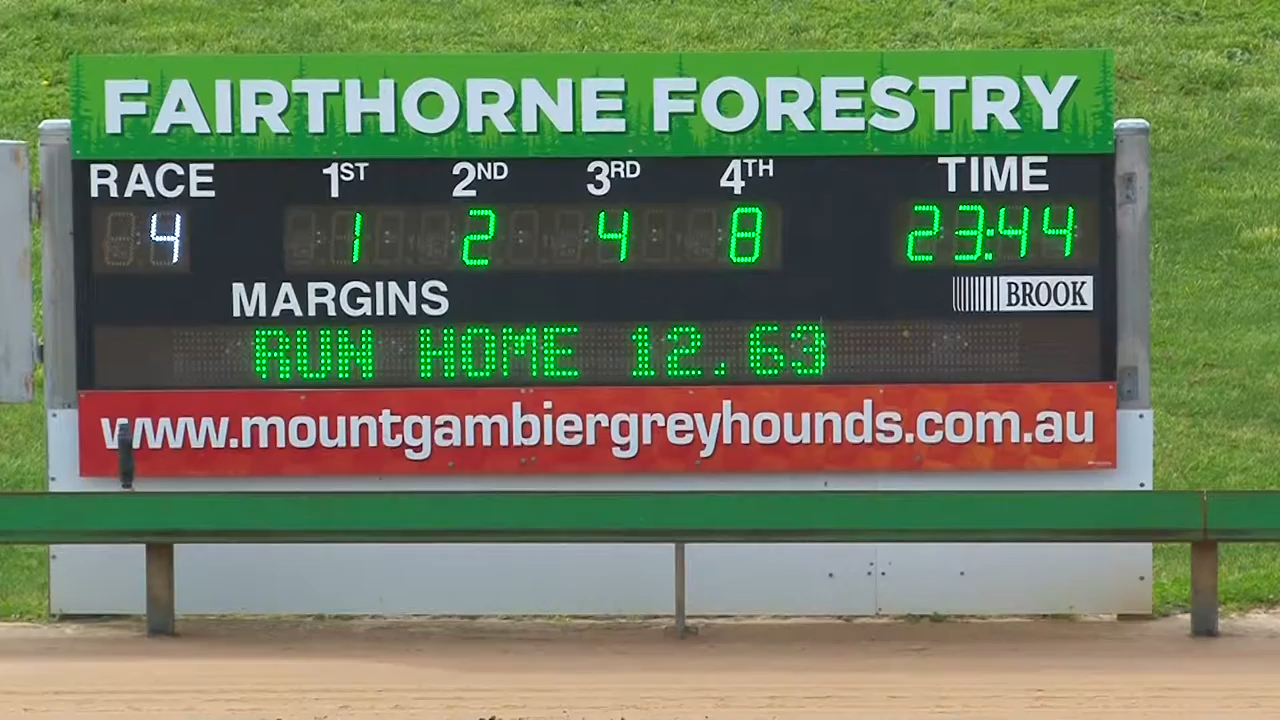 FAIRTHORNE FORESTRY
RACE 1ST 2ND 3RD 4TH TIME
4 1 2 4 8 23:44
MARGINS BROOK
RUN HOME 12.63
www.mountgambiergreyhounds.com.au